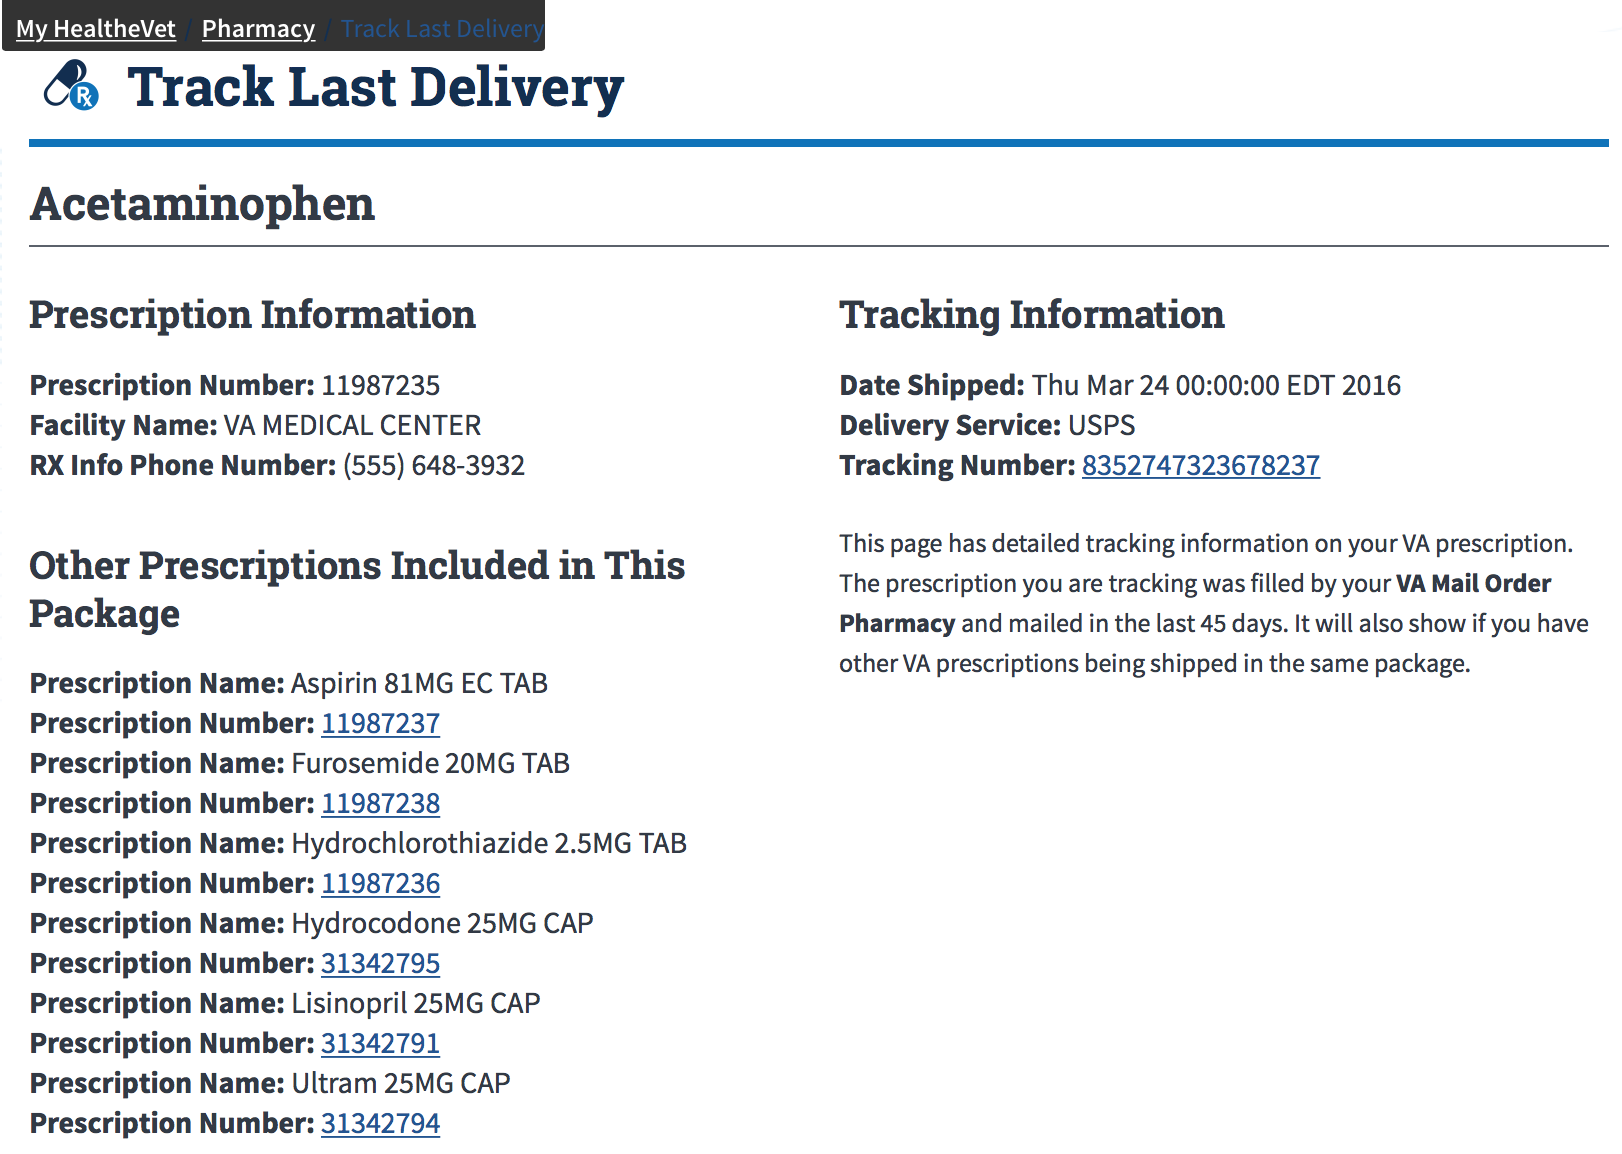 My HealtheVet / Pharmacy / Track Last Delivery
Rx Track Last Delivery
Acetaminophen
Prescription Information
Prescription Number: 11987235
Facility Name: VA MEDICAL CENTER
RX Info Phone Number: (555) 648-3932
Other Prescriptions Included in This
Package
Prescription Name: Aspirin 81MG EC TAB
Prescription Number: 11987237
Prescription Name: Furosemide 20MG TAB
Prescription Number: 11987238
Prescription Name: Hydrochlorothiazide 2.5MG TAB
Prescription Number: 11987236
Prescription Name: Hydrocodone 25MG CAP
Prescription Number: 31342795
Prescription Name: Lisinopril 25MG CAP
Prescription Number: 31342791
Prescription Name: Ultram 25MG CAP
Prescription Number: 31342794
Tracking Information
Date Shipped: Thu Mar 24 00:00:00 EDT 2016
Delivery Service: USPS
Tracking Number: 8352747323678237
This page has detailed tracking information on your VA prescription.
The prescription you are tracking was filled by your VA Mail Order
Pharmacy and mailed in the last 45 days. It will also show if you have
other VA prescriptions being shipped in the same package.